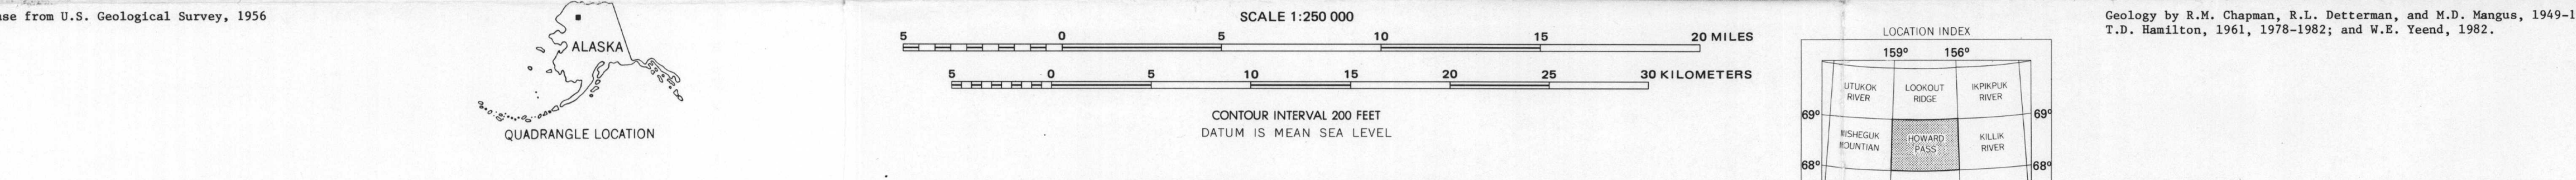 from U.S. Geological Survey, 1956
ALASKA
QUADRANGLE LOCATION
SCALE 1:250 000
5 0 5 10 15 20 MILES
5 0 5 10 15 20 25 30 KILOMETERS
CONTOUR INTERVAL 200 FEET
DATUM IS MEAN SEA LEVEL
LOCATION INDEX
159° 156°
UTUKOK RIVER
LOOKOUT RIDGE
IKPIKPUK RIVER
69° 69°
HOWARD PASS
KILLIK RIVER
68° 68°
Geology by R.M. Chapman, R.L. Detterman, and M.D. Mangus, 1949-1
T.D. Hamilton, 1961, 1978-1982; and W.E. Yeend, 1982.